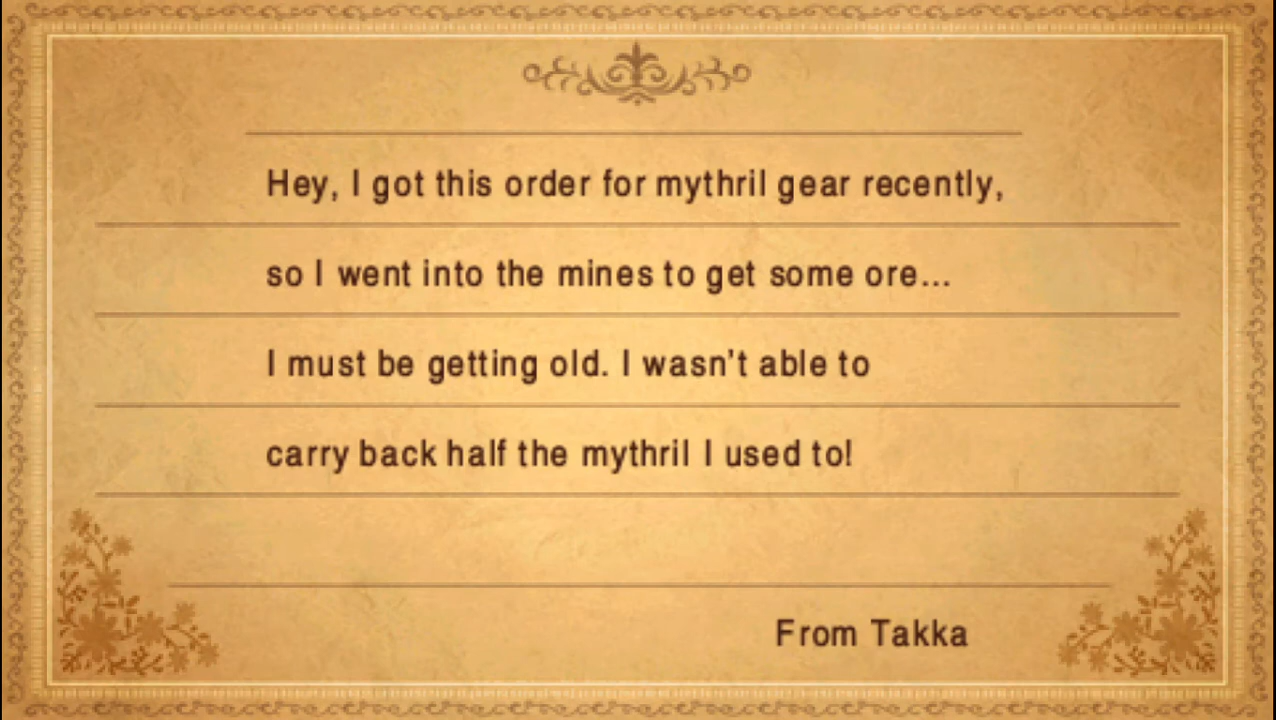 Hey, I got this order for mythril gear recently,
so I went into the mines to get some ore...
I must be getting old. I wasn't able to
carry back half the mythril I used to!
From Takka